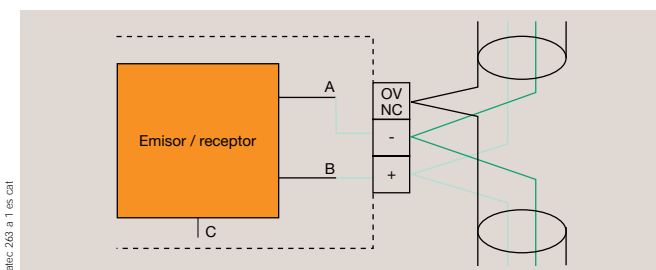 A
OV
NC
Emisor / receptor
-
B
+
C
atec 263 a 1 es cat